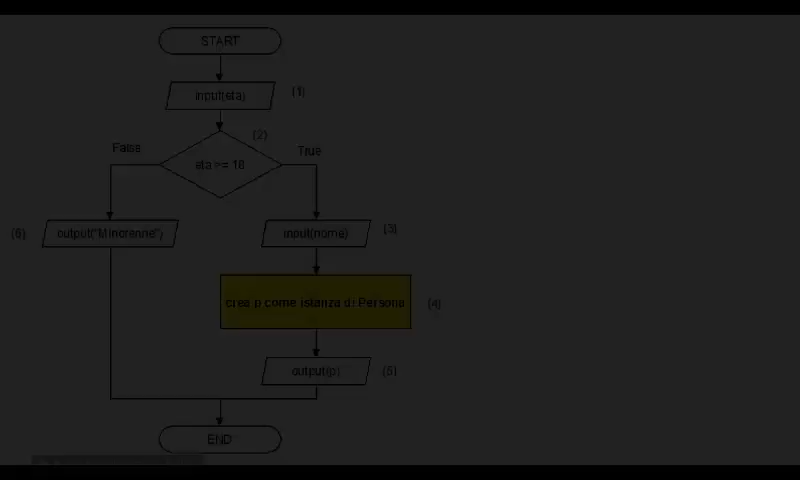 START
input(eta)
(1)
(2)
False
True
eta >= 18
(6)
output("Minorenne")
input(nome)
(3)
crea p come istanza di Persona
(4)
output(p)
(5)
END